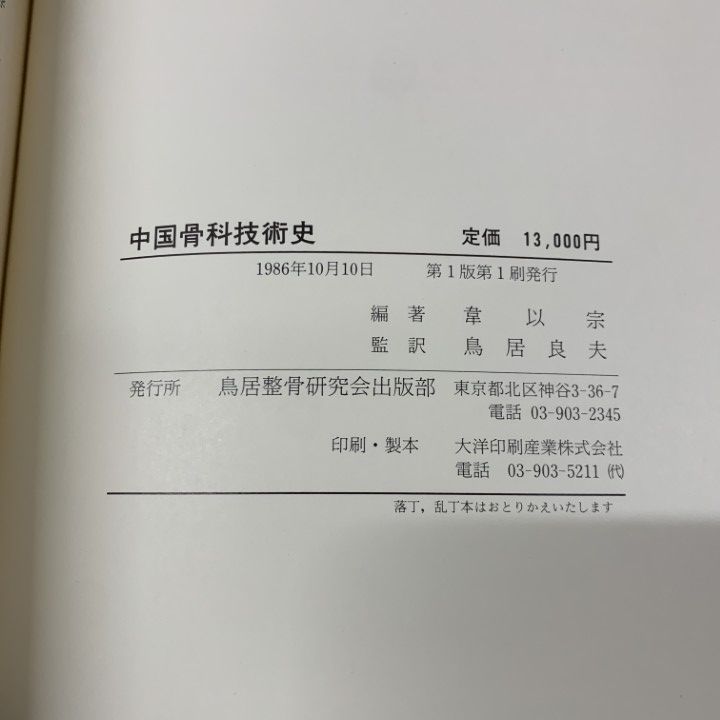 中国骨科技術史 定価 13,000円
1986年10月10日 第1版第1刷発行
編著 韋以宗
監訳 鳥居良夫
発行所 鳥居整骨研究会出版部 東京都北区神谷3-36-7
電話 03-903-2345
印刷・製本 大洋印刷産業株式会社
電話 03-903-5211 ㈹
落丁,乱丁本はおとりかえいたします